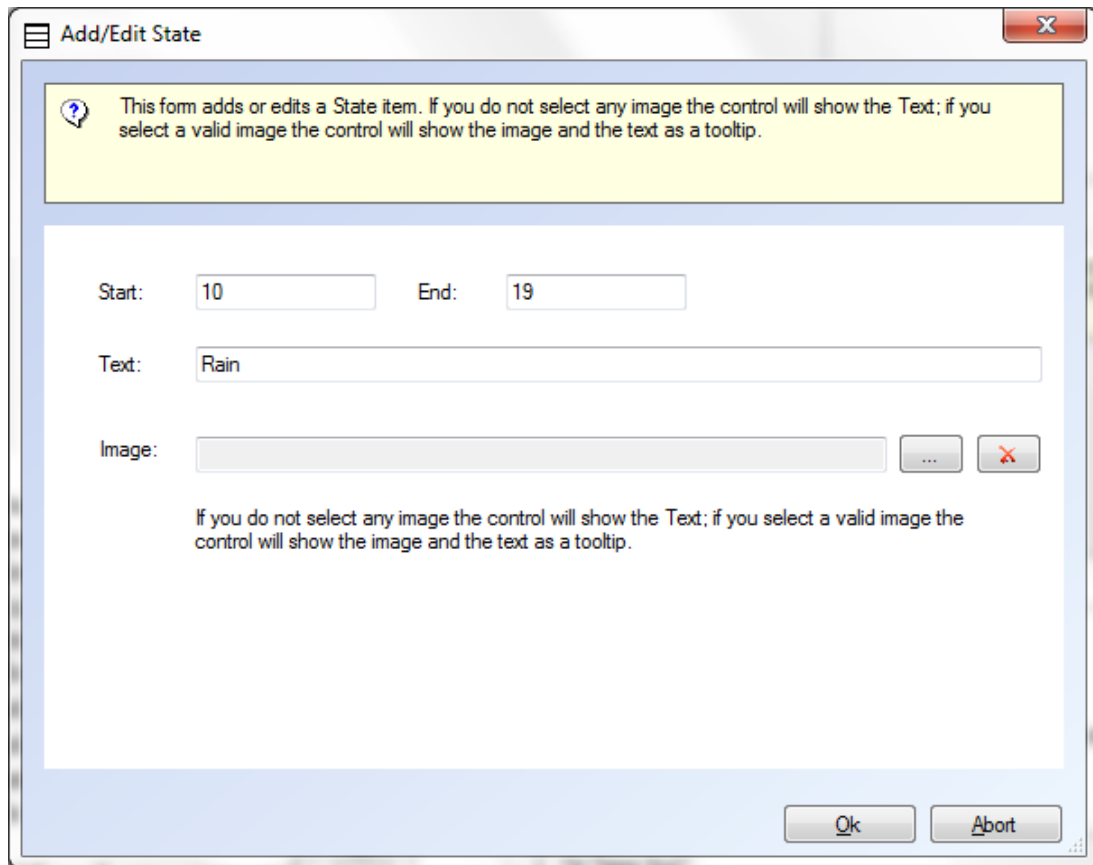 Add/Edit State
This form adds or edits a State item. If you do not select any image the control will show the Text; if you
select a valid image the control will show the image and the text as a tooltip.
Start: 10 End: 19
Text: Rain
Image: ...
If you do not select any image the control will show the Text; if you select a valid image the
control will show the image and the text as a tooltip.
Ok Abort